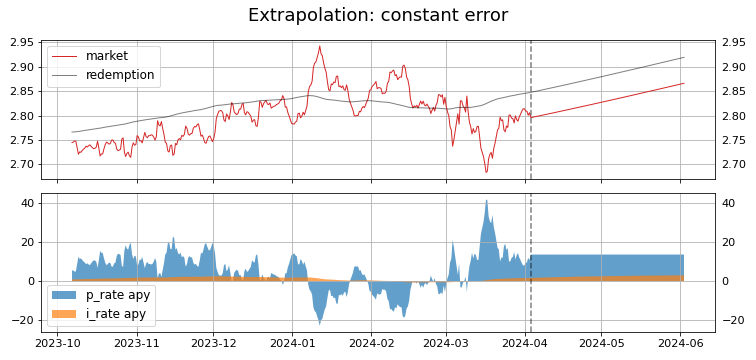 Extrapolation: constant error
2.95 2.95
market
redemption
2.90 2.90
2.85 2.85
2.80 2.80
2.75 2.75
2.70 2.70
40 40
20 20
0 0
p_rate apy
i_rate apy
−20 −20
2023-10 2023-11 2023-12 2024-01 2024-02 2024-03 2024-04 2024-05 2024-06